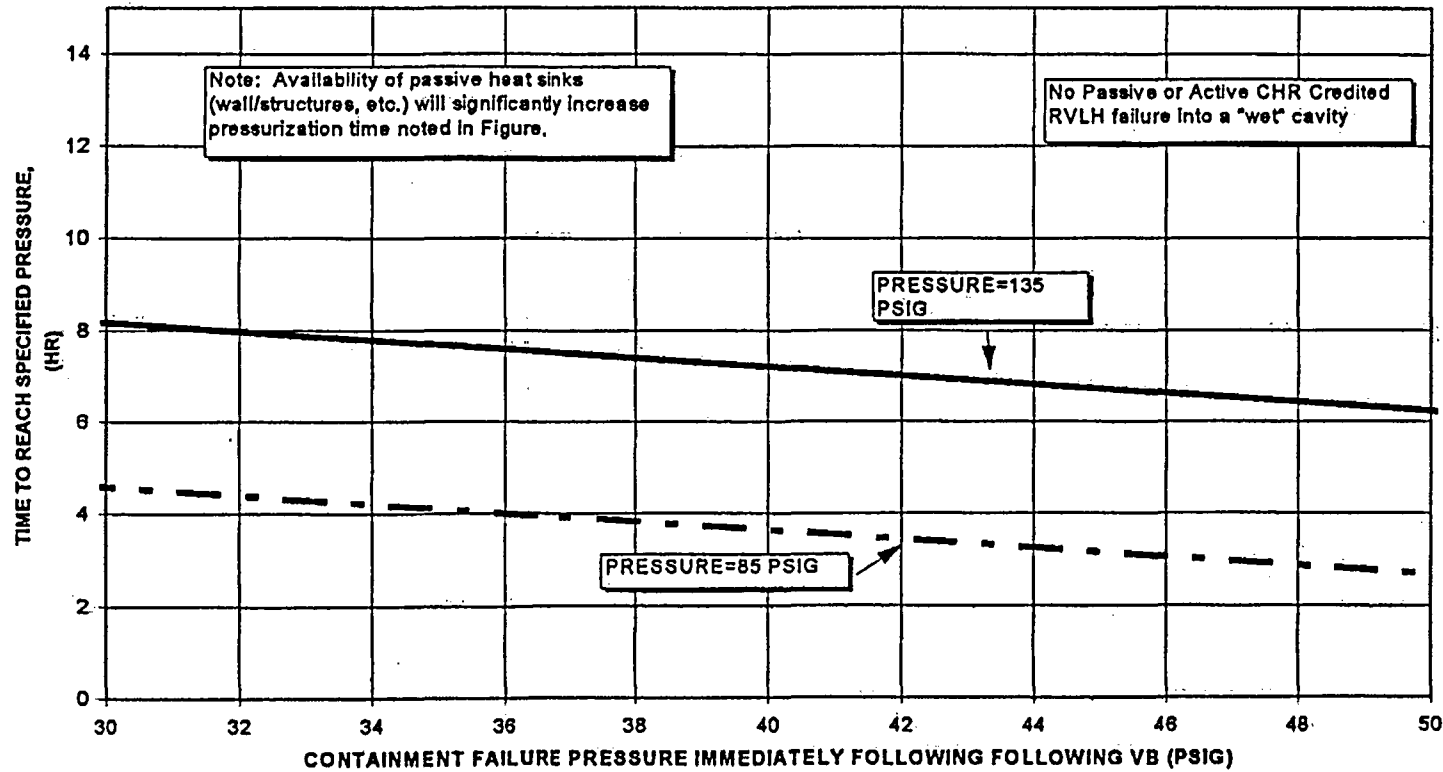 14
12
10
8
6
4
2
0
TIME TO REACH SPECIFIED PRESSURE,
(HR)
Note: Availability of passive heat sinks
(wall/structures, etc.) will significantly increase
pressurization time noted in Figure.
No Passive or Active CHR Credited
RVLH failure into a "wet" cavity
PRESSURE=135
PSIG
PRESSURE=85 PSIG
30 32 34 36 38 40 42 44 46 48 50
CONTAINMENT FAILURE PRESSURE IMMEDIATELY FOLLOWING FOLLOWING VB (PSIG)